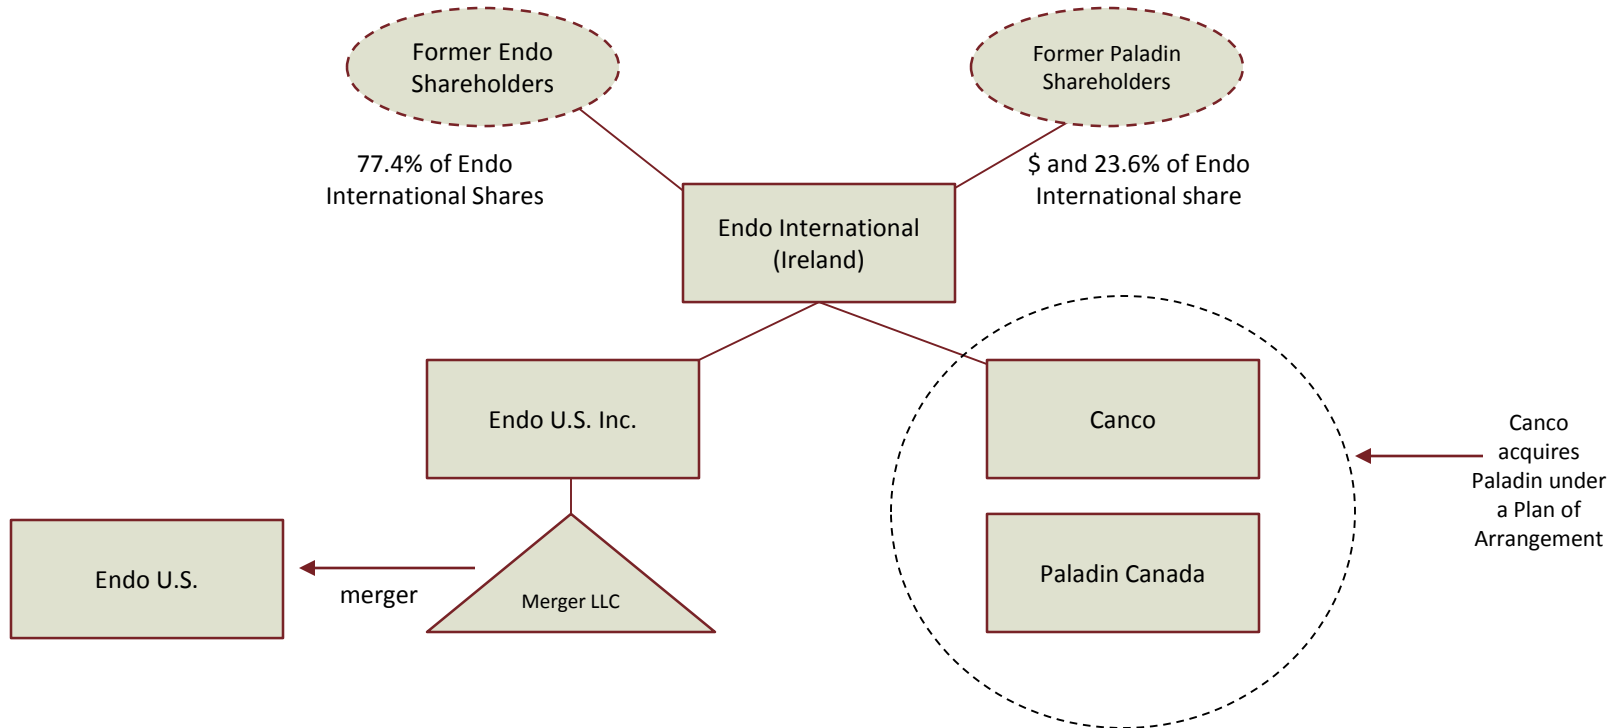 Former Endo
Shareholders
Former Paladin
Shareholders
77.4% of Endo
International Shares
$ and 23.6% of Endo
International share
Endo International
(Ireland)
Endo U.S. Inc.
Canco
Canco
acquires
Paladin under
a Plan of
Arrangement
Endo U.S.
merger
Merger LLC
Paladin Canada